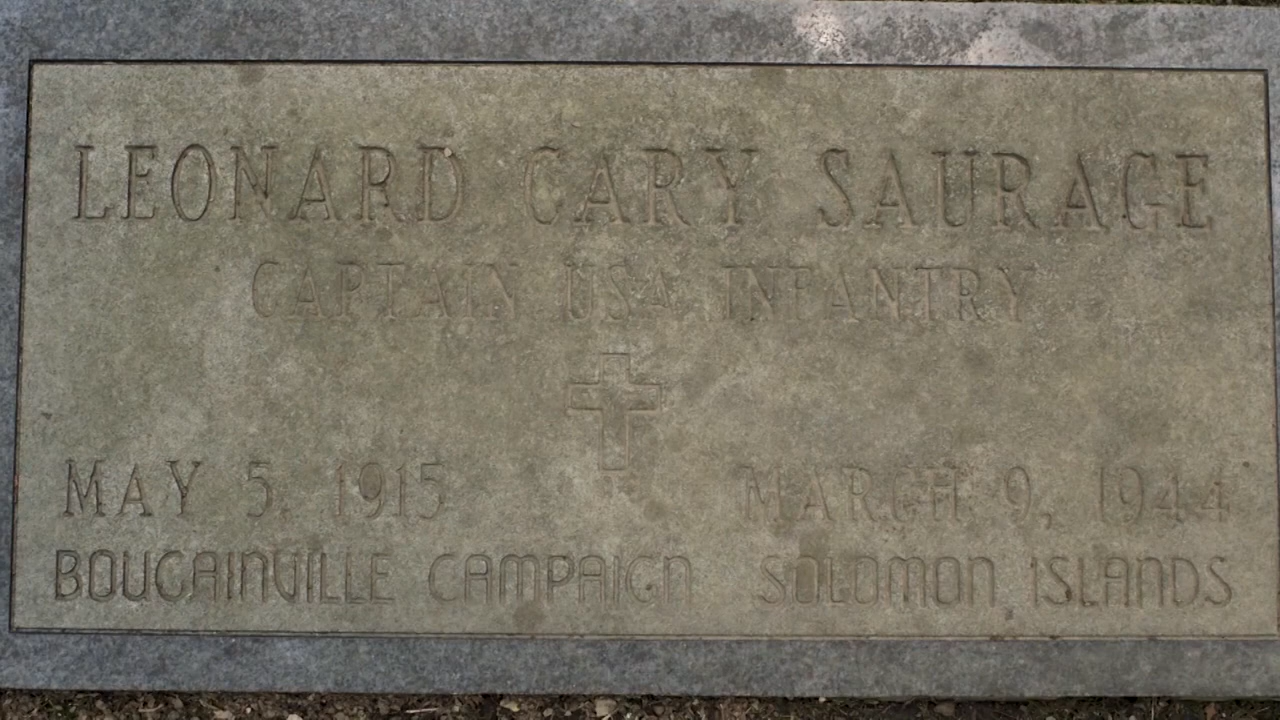 LEONARD CARY SAURAGE
CAPTAIN USA INFANTRY
MAY 5, 1915 MARCH 9, 1944
BOUGAINVILLE CAMPAIGN SOLOMON ISLANDS